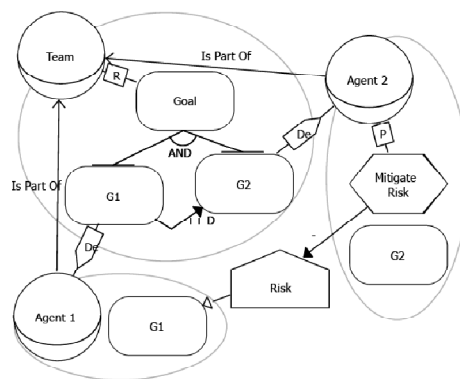 Team
Is Part Of
Agent 2
R
Goal
De
P
AND
Is Part Of
G1
G2
Mitigate
Risk
De
G2
-
Risk
Agent 1
G1